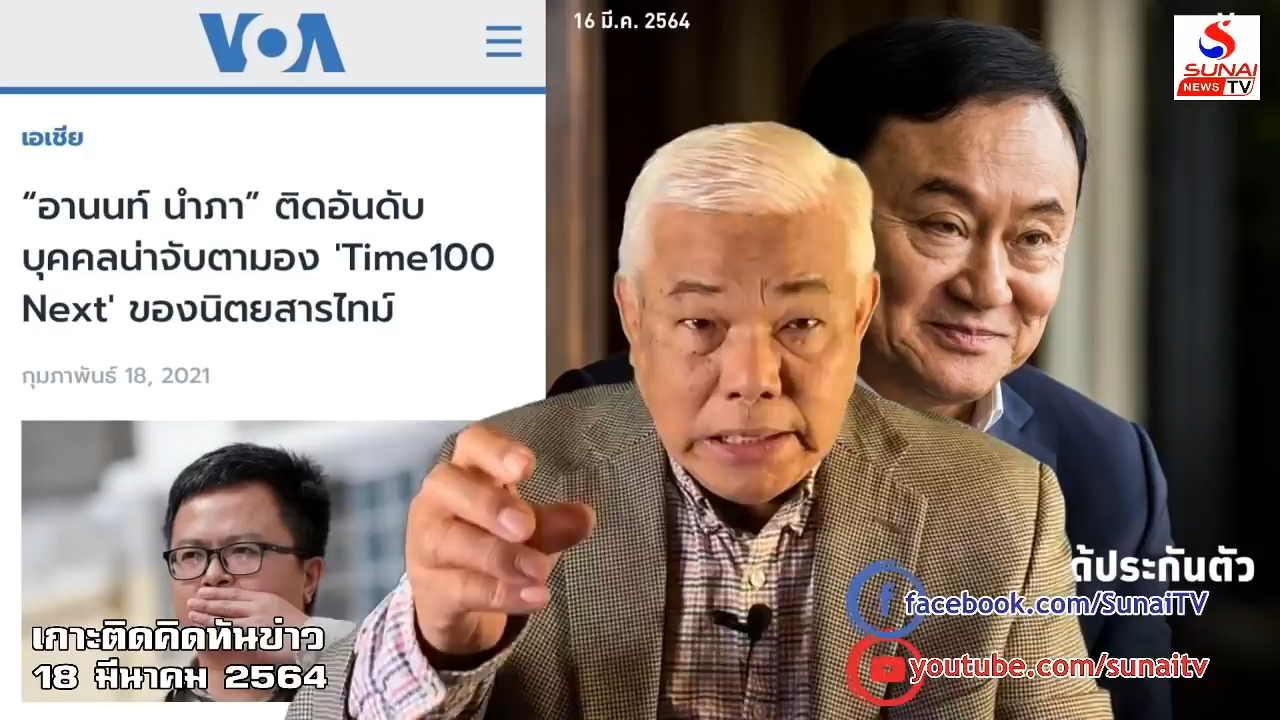 VOA
เอเชีย
“อานนท์ นำภา” ติดอันดับ
บุคคลน่าจับตามอง 'Time100
Next' ของนิตยสารไทม์
กุมภาพันธ์ 18, 2021
เกาะติดคิดทันข่าว
18 มีนาคม 2564
16 มี.ค. 2564
SUNAI
NEWS TV
ด้ประกันตัว
facebook.com/SunaiTV
youtube.com/sunaitv